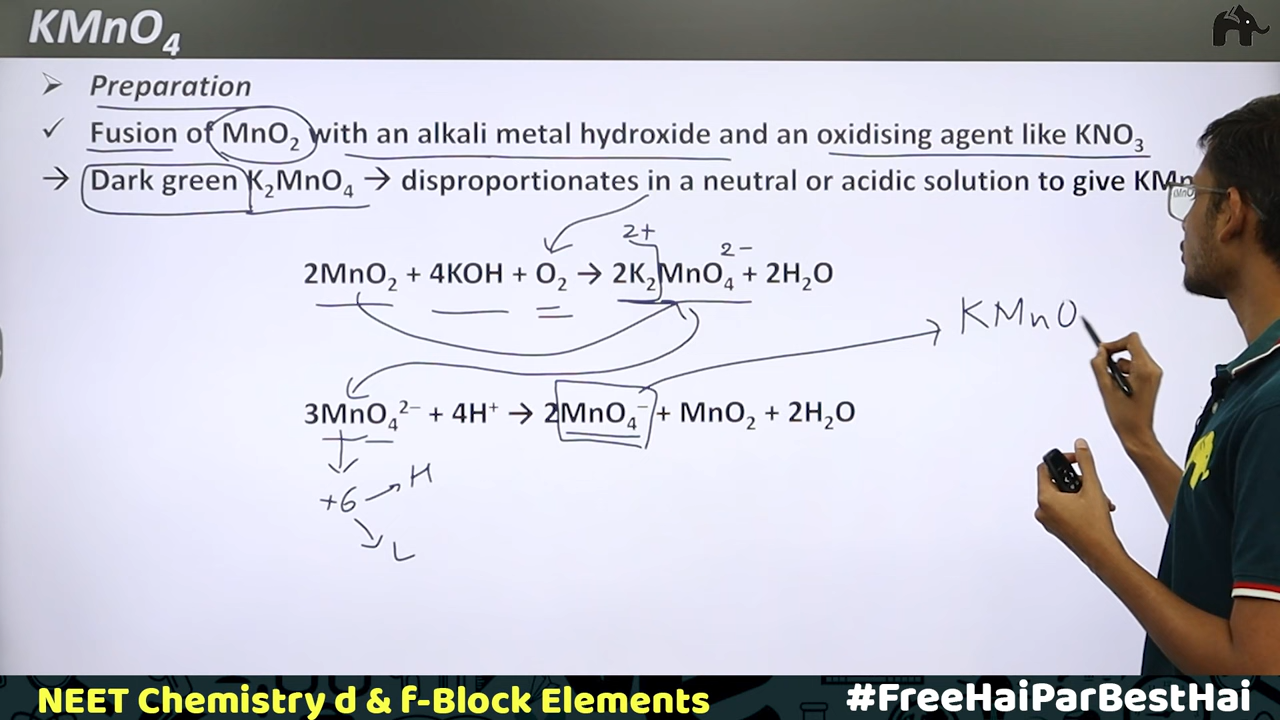 KMnO₄
➢ Preparation
✓ Fusion of MnO₂ with an alkali metal hydroxide and an oxidising agent like KNO₃
→ Dark green K₂MnO₄ → disproportionates in a neutral or acidic solution to give KMn
2+
2−
2MnO₂ + 4KOH + O₂ → 2K₂MnO₄ + 2H₂O
KMnO
3MnO₄²⁻ + 4H⁺ → 2MnO₄⁻ + MnO₂ + 2H₂O
+6 → H
L
NEET Chemistry d & f-Block Elements
#FreeHaiParBestHai